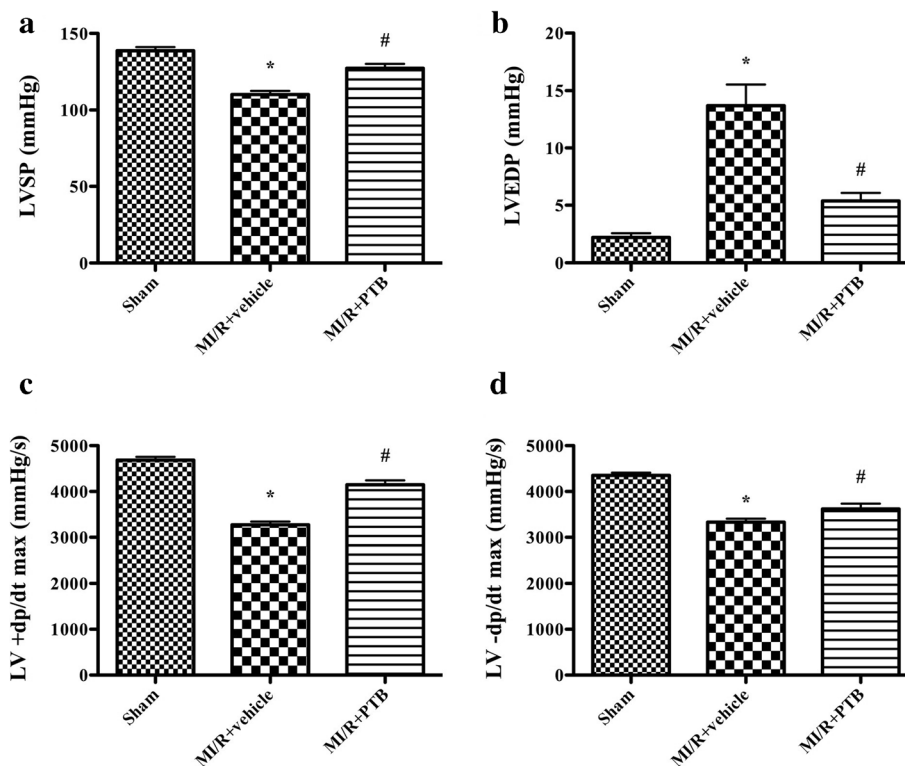 a
LVSP (mmHg)
150
100
50
0
*
#
Sham
MI/R+vehicle
MI/R+PTB
b
LVEDP (mmHg)
20
15
10
5
0
*
#
Sham
MI/R+vehicle
MI/R+PTB
c
LV +dp/dt max (mmHg/s)
5000
4000
3000
2000
1000
0
*
#
Sham
MI/R+vehicle
MI/R+PTB
d
LV -dp/dt max (mmHg/s)
5000
4000
3000
2000
1000
0
*
#
Sham
MI/R+vehicle
MI/R+PTB